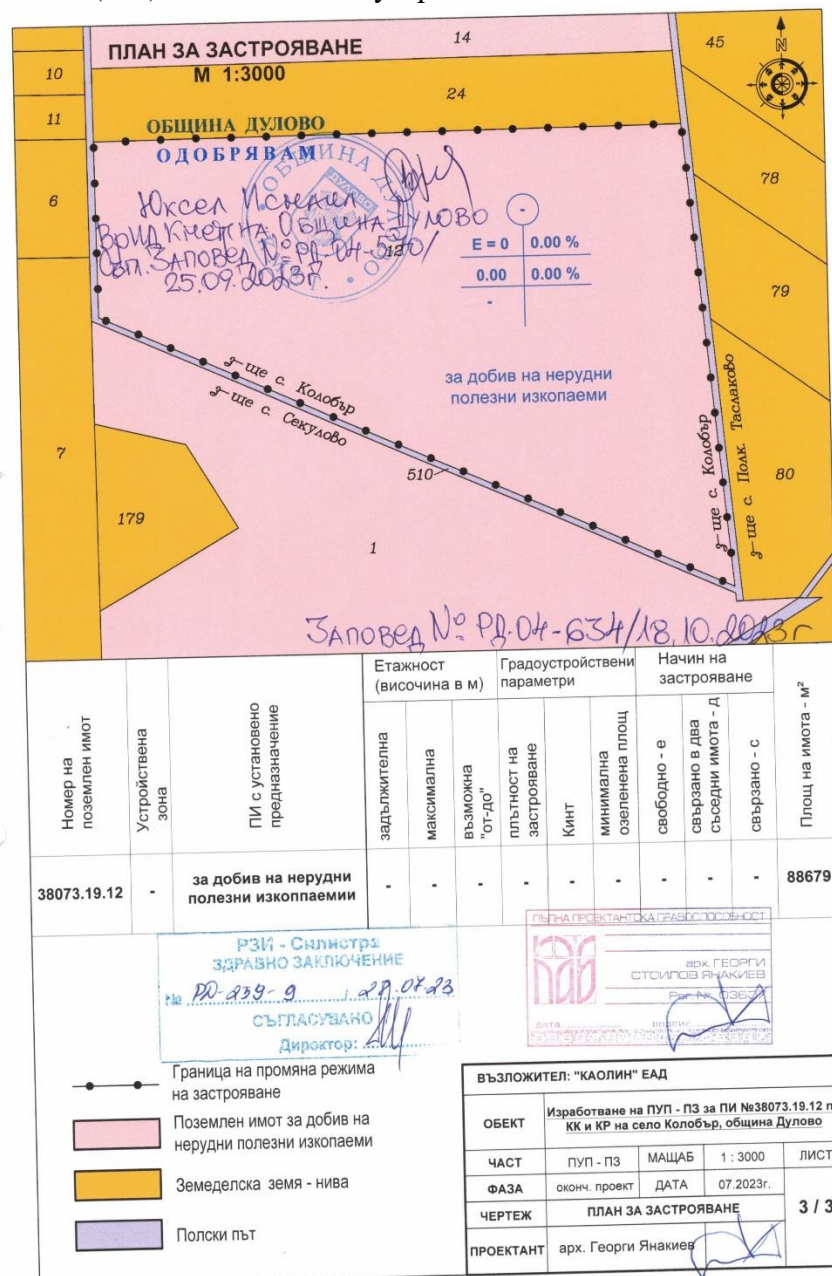 ПЛАН ЗА ЗАСТРОЯВАНЕ
М 1:3000
14
45
N
10
24
11
ОБЩИНА ДУЛОВО
ОДОБРЯВАМ
78
6
Юксел Исмаил
ВрИД Кмет на Община Дулово
Съгл. Заповед № РД-04-570/
25.09.2023г.
12
-
E = 0 0.00 %
0.00 0.00 %
-
79
за добив на нерудни
полезни изкопаеми
з-ще с. Колобър
з-ще с. Секулово
з-ще с. Колобър
з-ще с. Полк. Таслаково
7
510
80
179
1
Заповед № РД-04-634/18.10.2023г
Номер на поземлен имот
Устройствена зона
ПИ с установено предназначение
Етажност (височина в м)
задължителна
максимална
възможна "от-до"
Градоустройствени параметри
плътност на застрояване
Кинт
минимална озеленена площ
Начин на застрояване
свободно - е
свързано в два съседни имота - д
свързано - с
Площ на имота - м²
38073.19.12 - за добив на нерудни полезни изкоппаемии - - - - - - - - - 88679
РЗИ - Силистра
ЗДРАВНО ЗАКЛЮЧЕНИЕ
№ РД-259-9 / 28.07.23
СЪГЛАСУВАНО
Директор:
ПЪЛНА ПРОЕКТАНТСКА ПРАВОСПОСОБНОСТ
арх. ГЕОРГИ
СТОИЛОВ ЯНАКИЕВ
Рег №
дата подпис
Граница на промяна режима
на застрояване
Поземлен имот за добив на
нерудни полезни изкопаеми
Земеделска земя - нива
Полски път
ВЪЗЛОЖИТЕЛ: "КАОЛИН" ЕАД
ОБЕКТ Изработване на ПУП - ПЗ за ПИ №38073.19.12 п
КК и КР на село Колобър, община Дулово
ЧАСТ ПУП - ПЗ МАЩАБ 1 : 3000 ЛИСТ
ФАЗА оконч. проект ДАТА 07.2023г.
ЧЕРТЕЖ ПЛАН ЗА ЗАСТРОЯВАНЕ 3 / 3
ПРОЕКТАНТ арх. Георги Янакиев